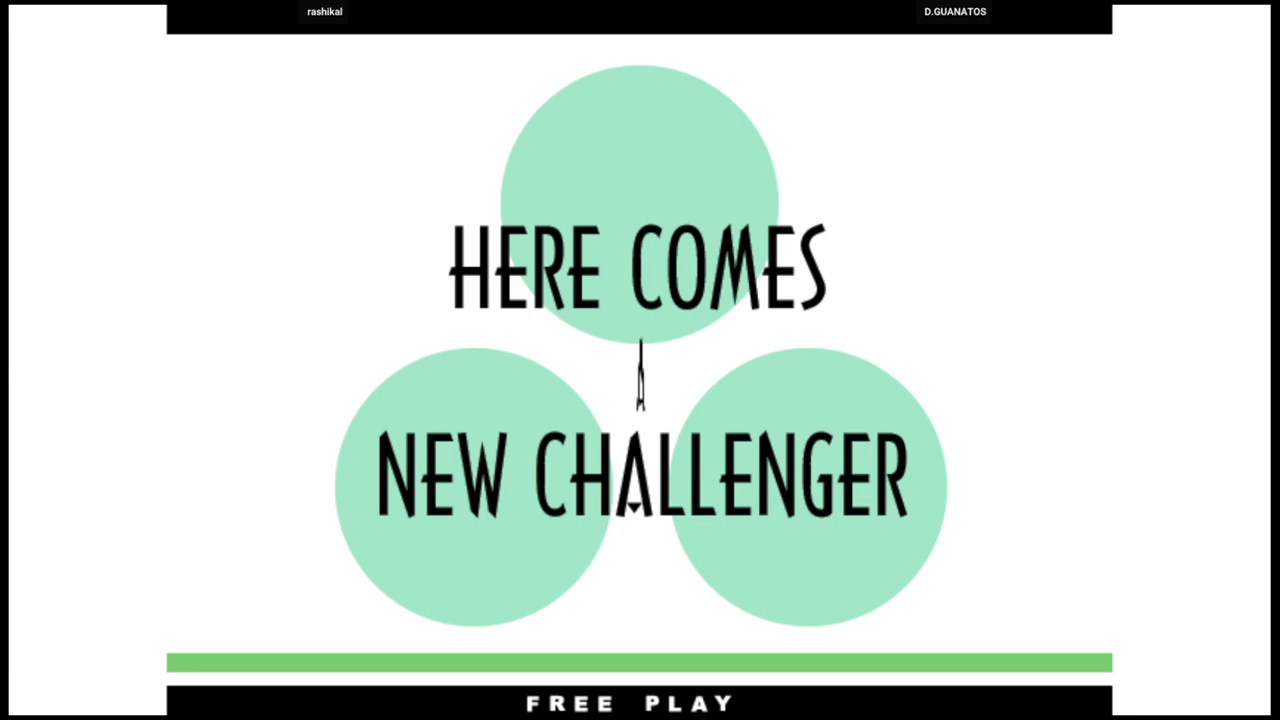 rashikal D.GUANATOS
HERE COMES
A
NEW CHALLENGER
FREE PLAY